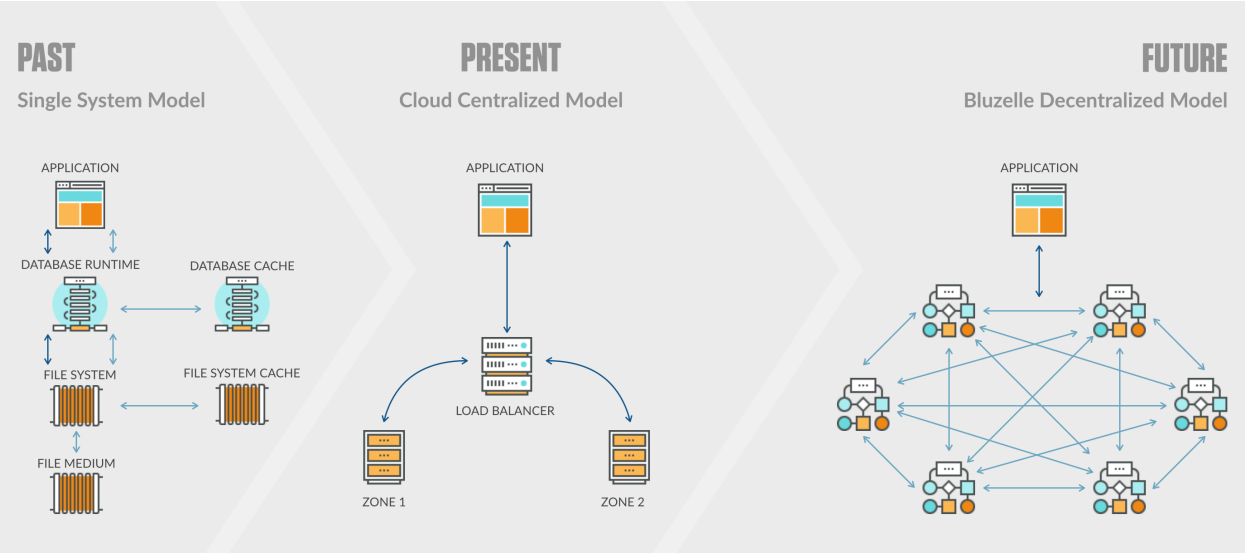 PAST
Single System Model
APPLICATION
DATABASE RUNTIME
DATABASE CACHE
FILE SYSTEM
FILE SYSTEM CACHE
FILE MEDIUM
PRESENT
Cloud Centralized Model
APPLICATION
LOAD BALANCER
ZONE 1
ZONE 2
FUTURE
Bluzelle Decentralized Model
APPLICATION